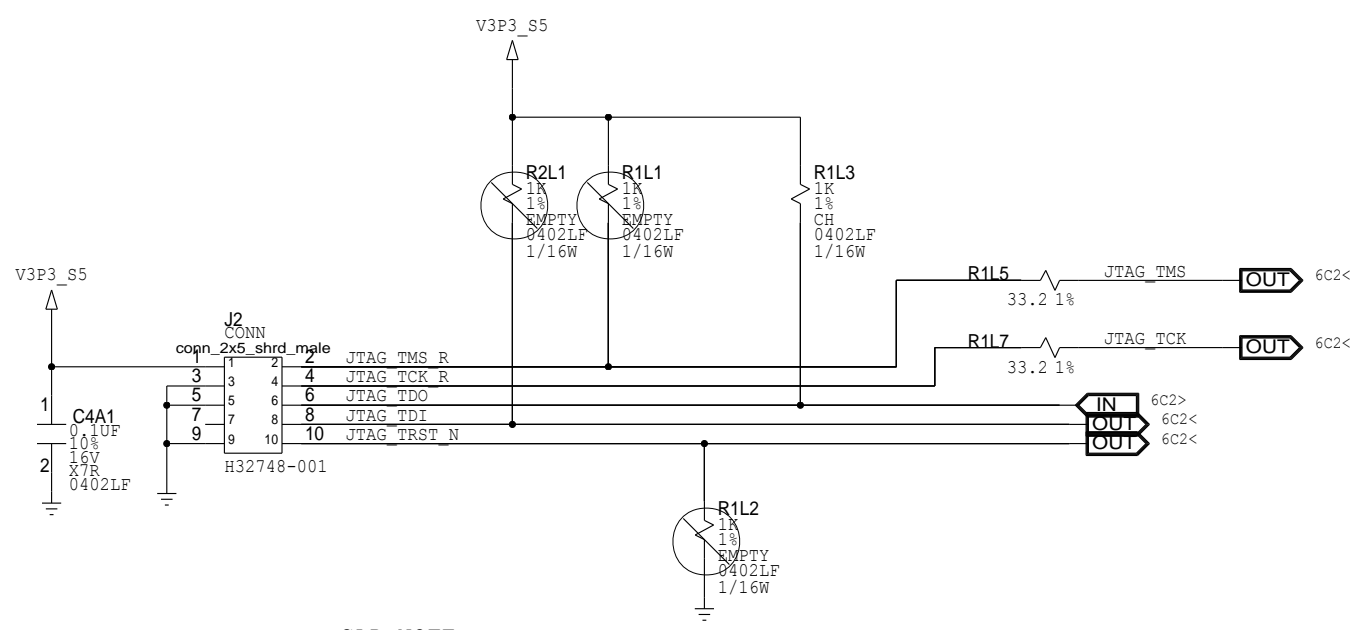 V3P3_S5
R2L1
1K
1%
EMPTY
0402LF
1/16W
R1L1
1K
1%
EMPTY
0402LF
1/16W
R1L3
1K
1%
CH
0402LF
1/16W
V3P3_S5
R1L5
33.2 1%
JTAG_TMS
OUT
6C2<
R1L7
33.2 1%
JTAG_TCK
OUT
6C2<
J2
CONN
conn_2x5_shrd_male
1 1 2 2 JTAG_TMS_R
3 3 4 4 JTAG_TCK_R
5 5 6 6 JTAG_TDO
7 7 8 8 JTAG_TDI
9 9 10 10 JTAG_TRST_N
H32748-001
IN 6C2>
OUT 6C2<
OUT 6C2<
1
C4A1
0.1UF
10%
16V
X7R
0402LF
2
R1L2
1K
1%
EMPTY
0402LF
1/16W